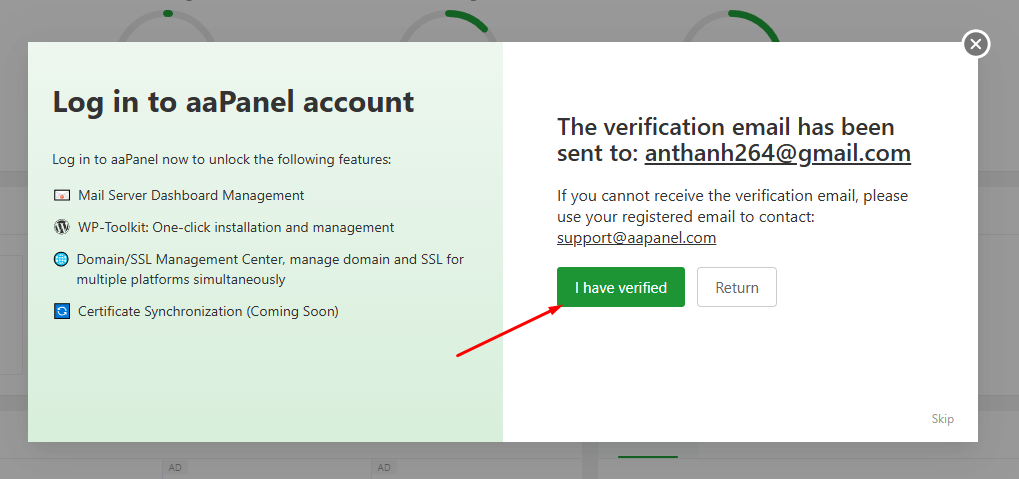 Log in to aaPanel account
Log in to aaPanel now to unlock the following features:
Mail Server Dashboard Management
WP-Toolkit: One-click installation and management
Domain/SSL Management Center, manage domain and SSL for
multiple platforms simultaneously
Certificate Synchronization (Coming Soon)
The verification email has been
sent to: anthanh264@gmail.com
If you cannot receive the verification email, please
use your registered email to contact:
support@aapanel.com
I have verified
Return
Skip
AD
AD